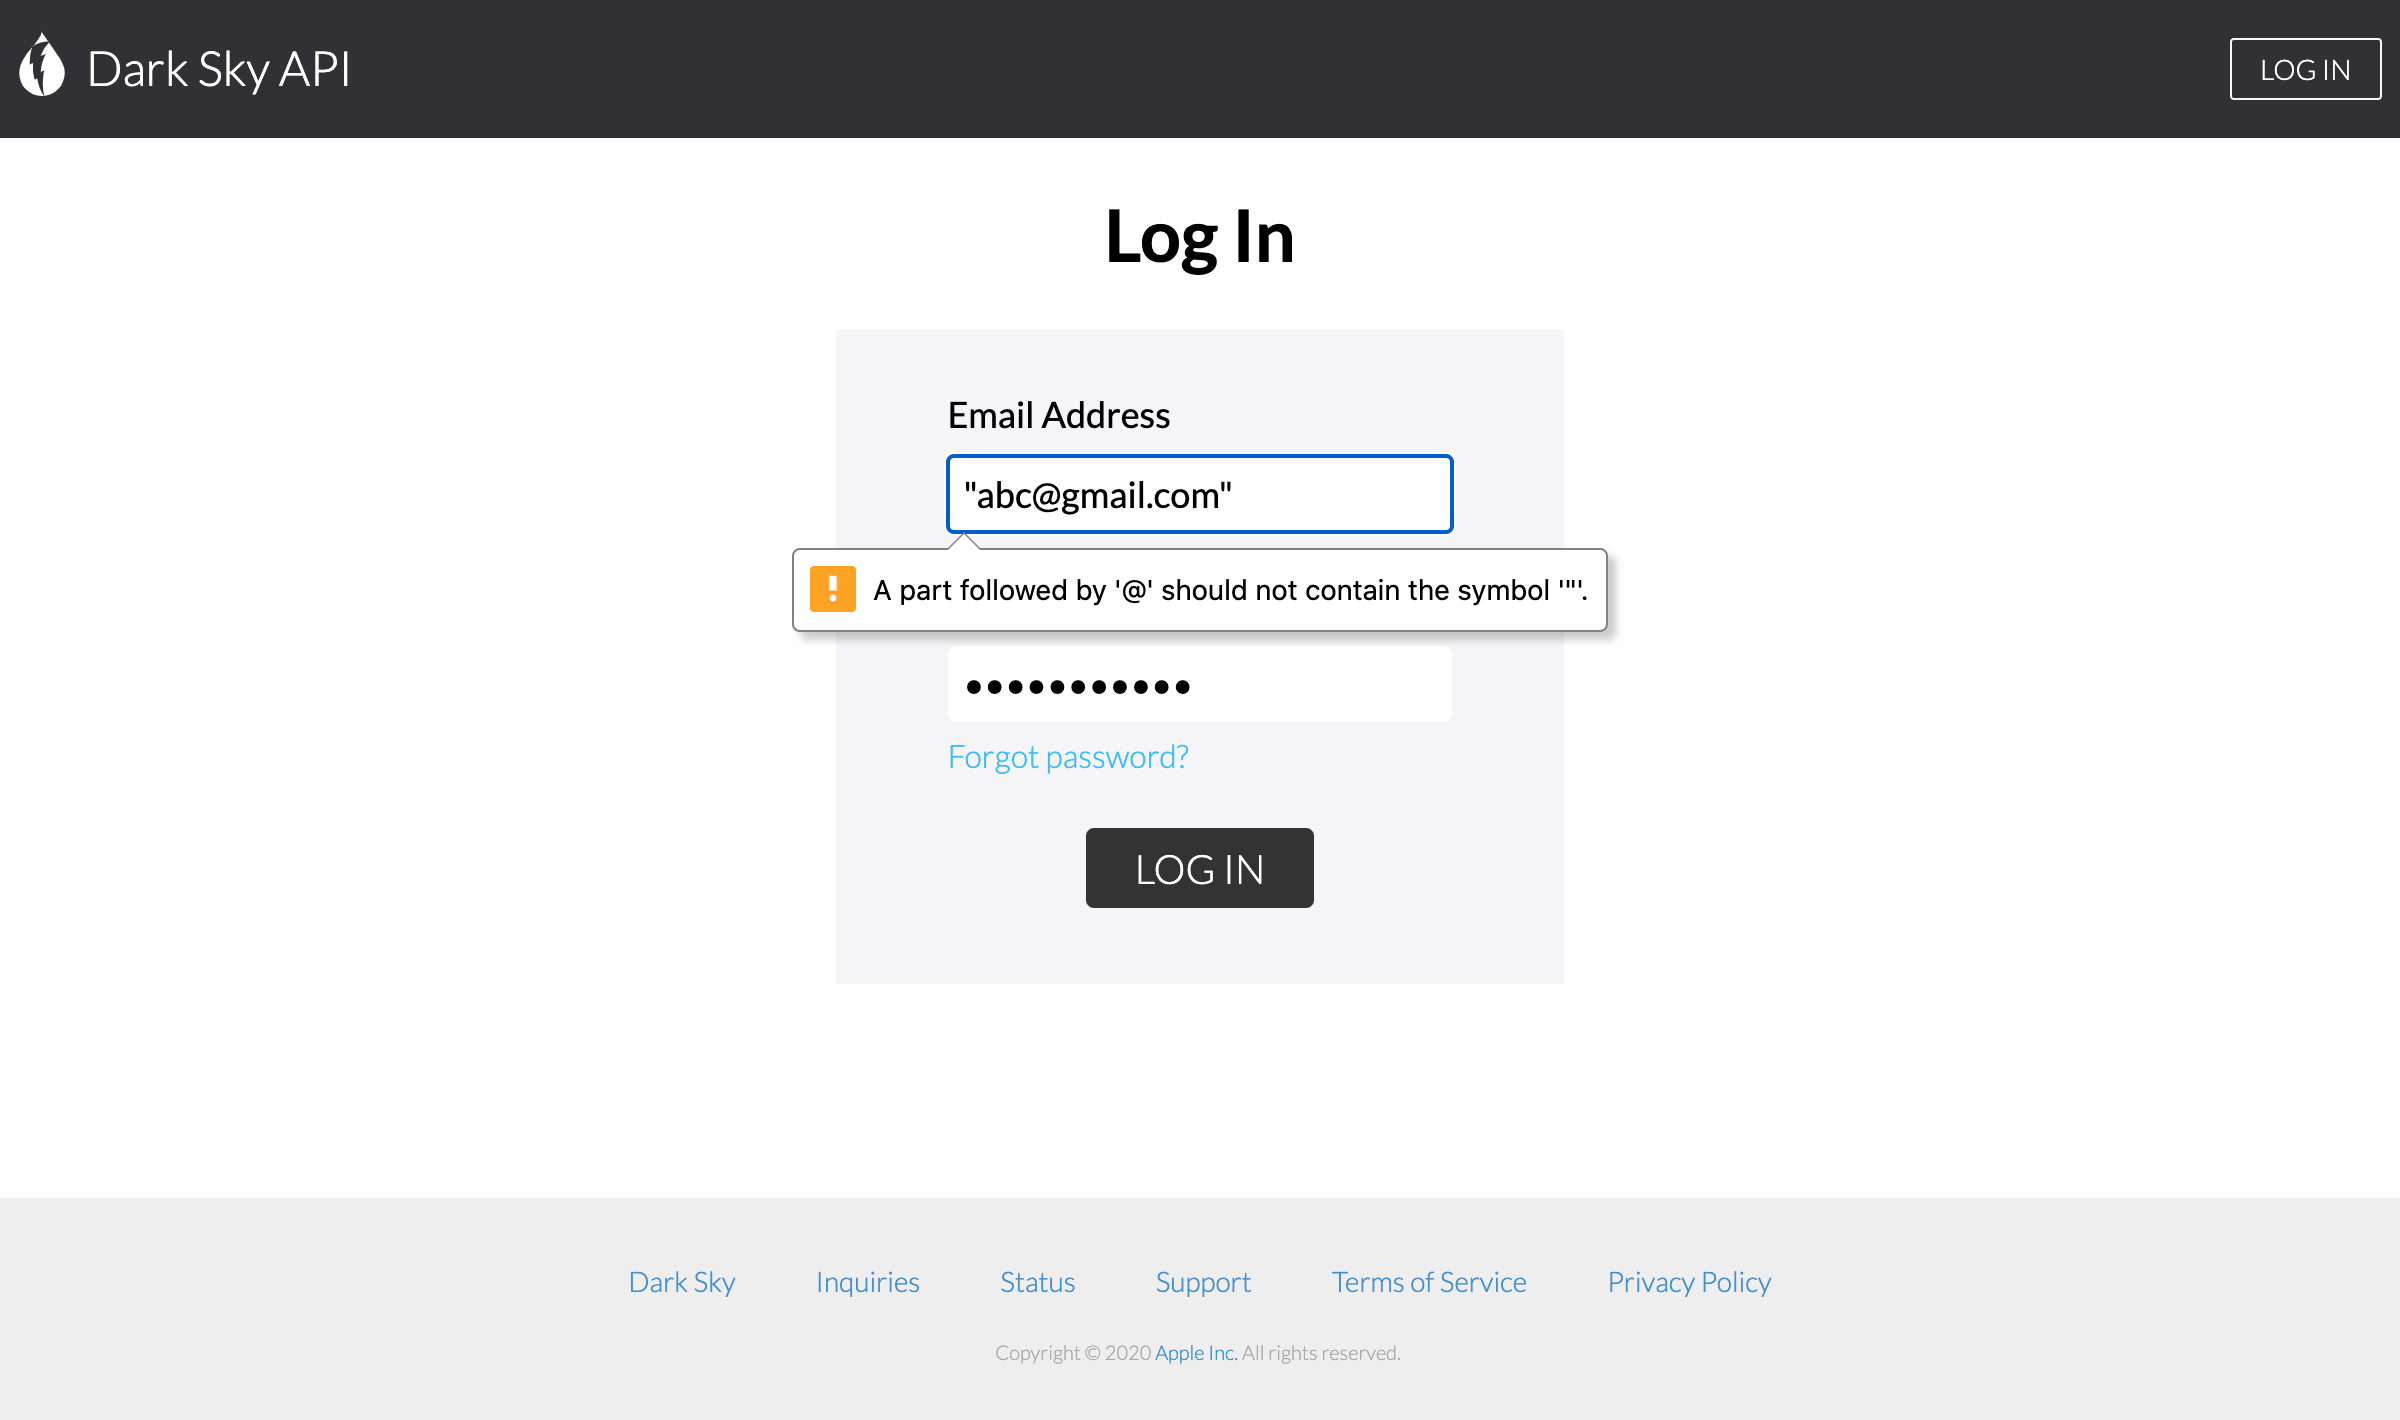 Dark Sky API
LOG IN
Log In
Email Address
"abc@gmail.com"
A part followed by '@' should not contain the symbol '"'.
•••••••••••
Forgot password?
LOG IN
Dark Sky Inquiries Status Support Terms of Service Privacy Policy
Copyright © 2020 Apple Inc. All rights reserved.